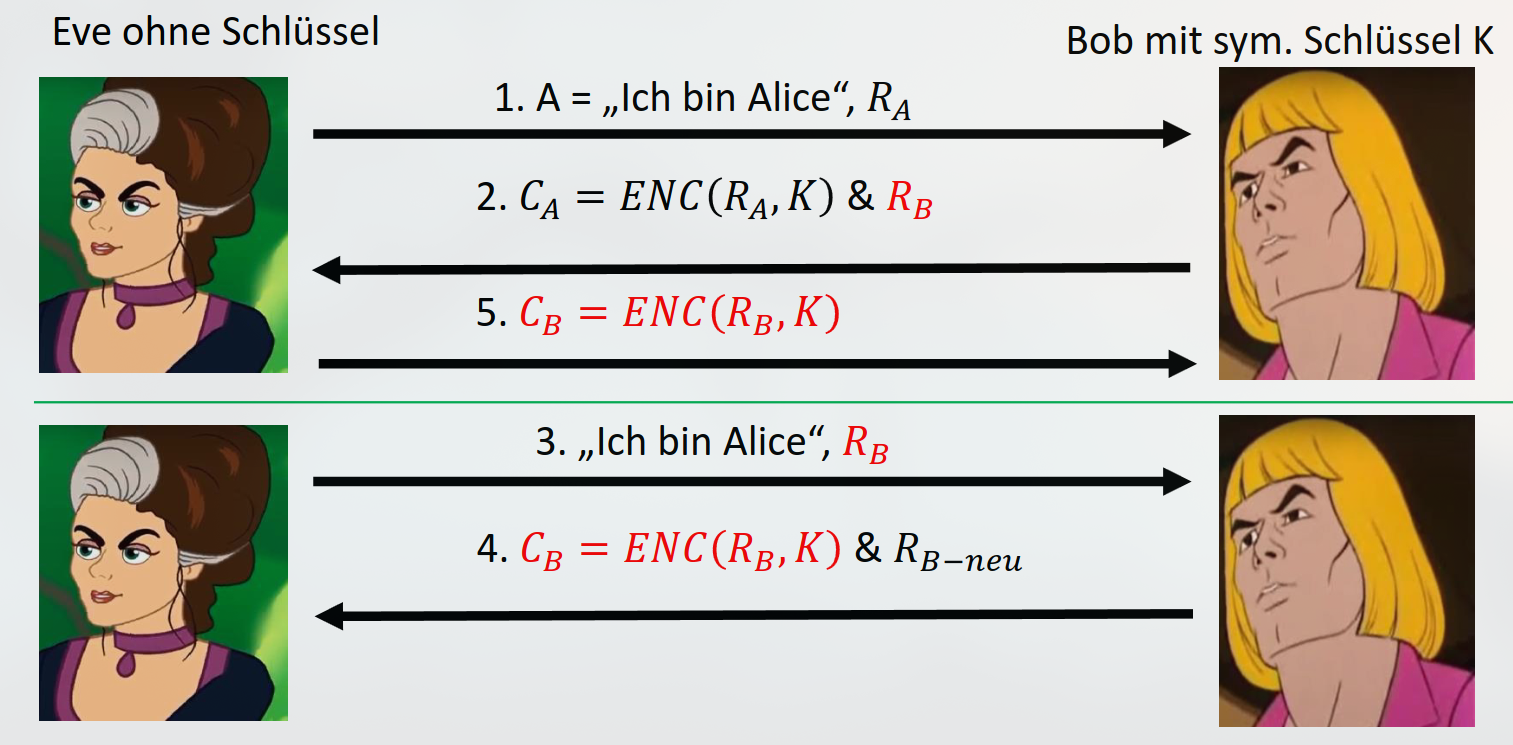 Eve ohne Schlüssel
Bob mit sym. Schlüssel K
1. A = „Ich bin Alice“, R_A
2. C_A = ENC(R_A, K) & R_B
5. C_B = ENC(R_B, K)
3. „Ich bin Alice“, R_B
4. C_B = ENC(R_B, K) & R_{B−neu}